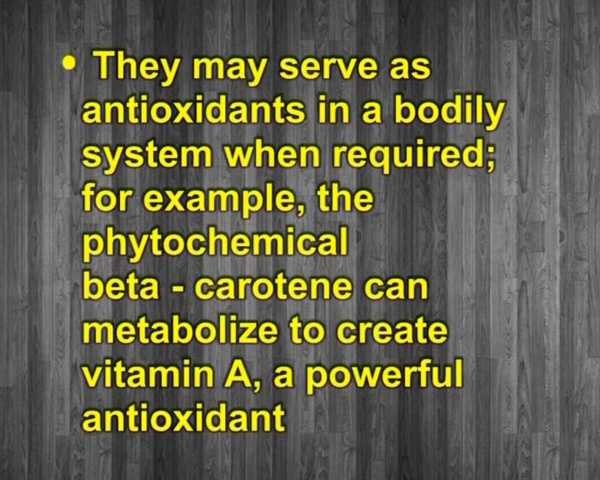 • They may serve as
antioxidants in a bodily
system when required;
for example, the
phytochemical
beta - carotene can
metabolize to create
vitamin A, a powerful
antioxidant